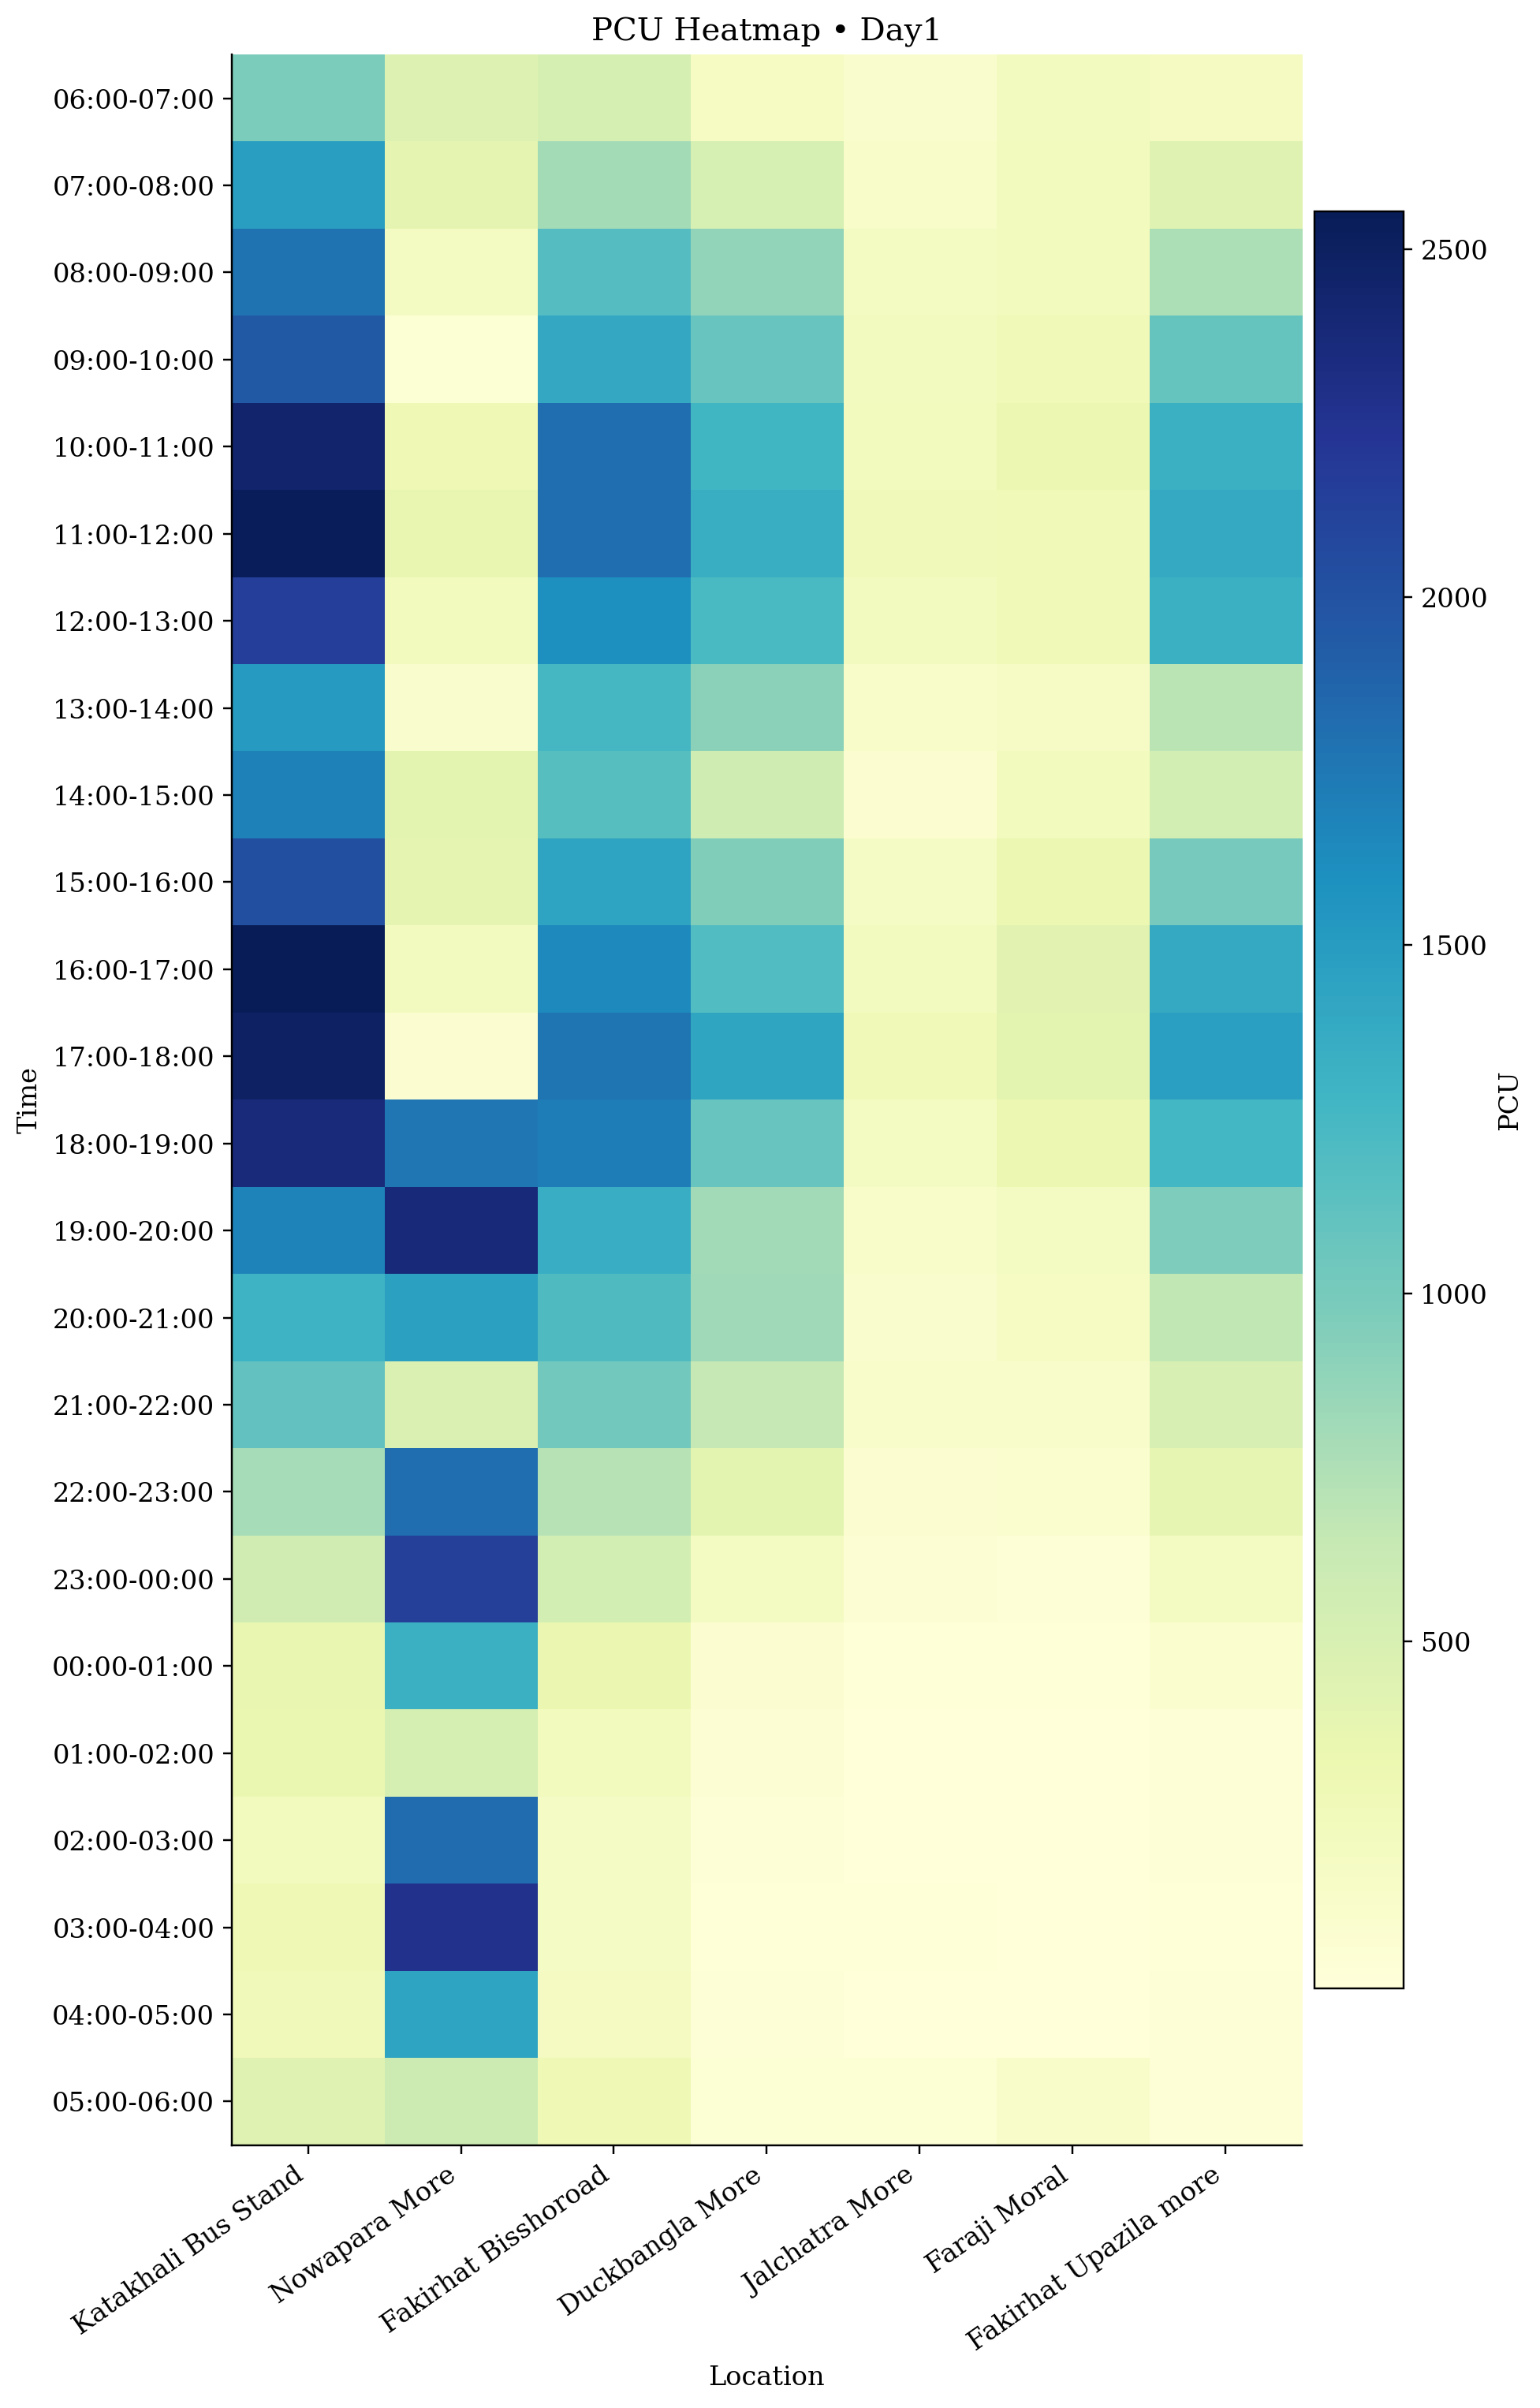 PCU Heatmap • Day1
06:00-07:00
07:00-08:00
08:00-09:00
09:00-10:00
10:00-11:00
11:00-12:00
12:00-13:00
13:00-14:00
14:00-15:00
15:00-16:00
16:00-17:00
17:00-18:00
18:00-19:00
19:00-20:00
20:00-21:00
21:00-22:00
22:00-23:00
23:00-00:00
00:00-01:00
01:00-02:00
02:00-03:00
03:00-04:00
04:00-05:00
05:00-06:00
Time
2500
2000
1500
1000
500
PCU
Katakhali Bus Stand
Nowapara More
Fakirhat Bisshoroad
Duckbangla More
Jalchatra More
Faraji Moral
Fakirhat Upazila more
Location